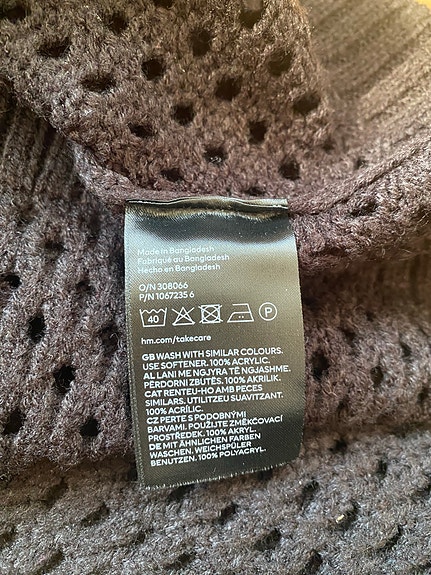 Made in Bangladesh
Fabriqué au Bangladesh
Hecho en Bangladesh
O/N 308066
P/N 1067235 6
40 P
hm.com/takecare
GB WASH WITH SIMILAR COLOURS.
USE SOFTENER. 100% ACRYLIC.
AL LANI ME NGJYRA TË NGJASHME.
PËRDORNI ZBUTËS. 100% AKRILIK.
CAT RENTEU-HO AMB PECES
SIMILARS. UTILITZEU SUAVITZANT.
100% ACRÍLIC.
CZ PERTE S PODOBNÝMI
BARVAMI. POUŽIJTE ZMĚKČOVACÍ
PROSTŘEDEK. 100% AKRYL.
DE MIT ÄHNLICHEN FARBEN
WASCHEN. WEICHSPÜLER
BENUTZEN. 100% POLYACRYL.